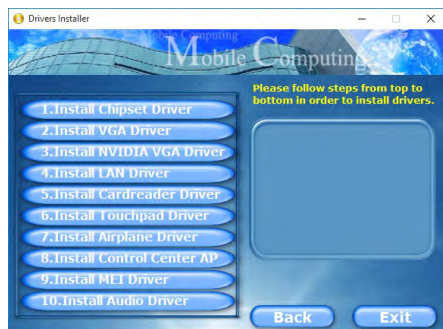 Drivers Installer
Mobile Computing
Mobile Computing
Please follow steps from top to
bottom in order to install drivers.
1.Install Chipset Driver
2.Install VGA Driver
3.Install NVIDIA VGA Driver
4.Install LAN Driver
5.Install Cardreader Driver
6.Install Touchpad Driver
7.Install Airplane Driver
8.Install Control Center AP
9.Install MEI Driver
10.Install Audio Driver
Back
Exit